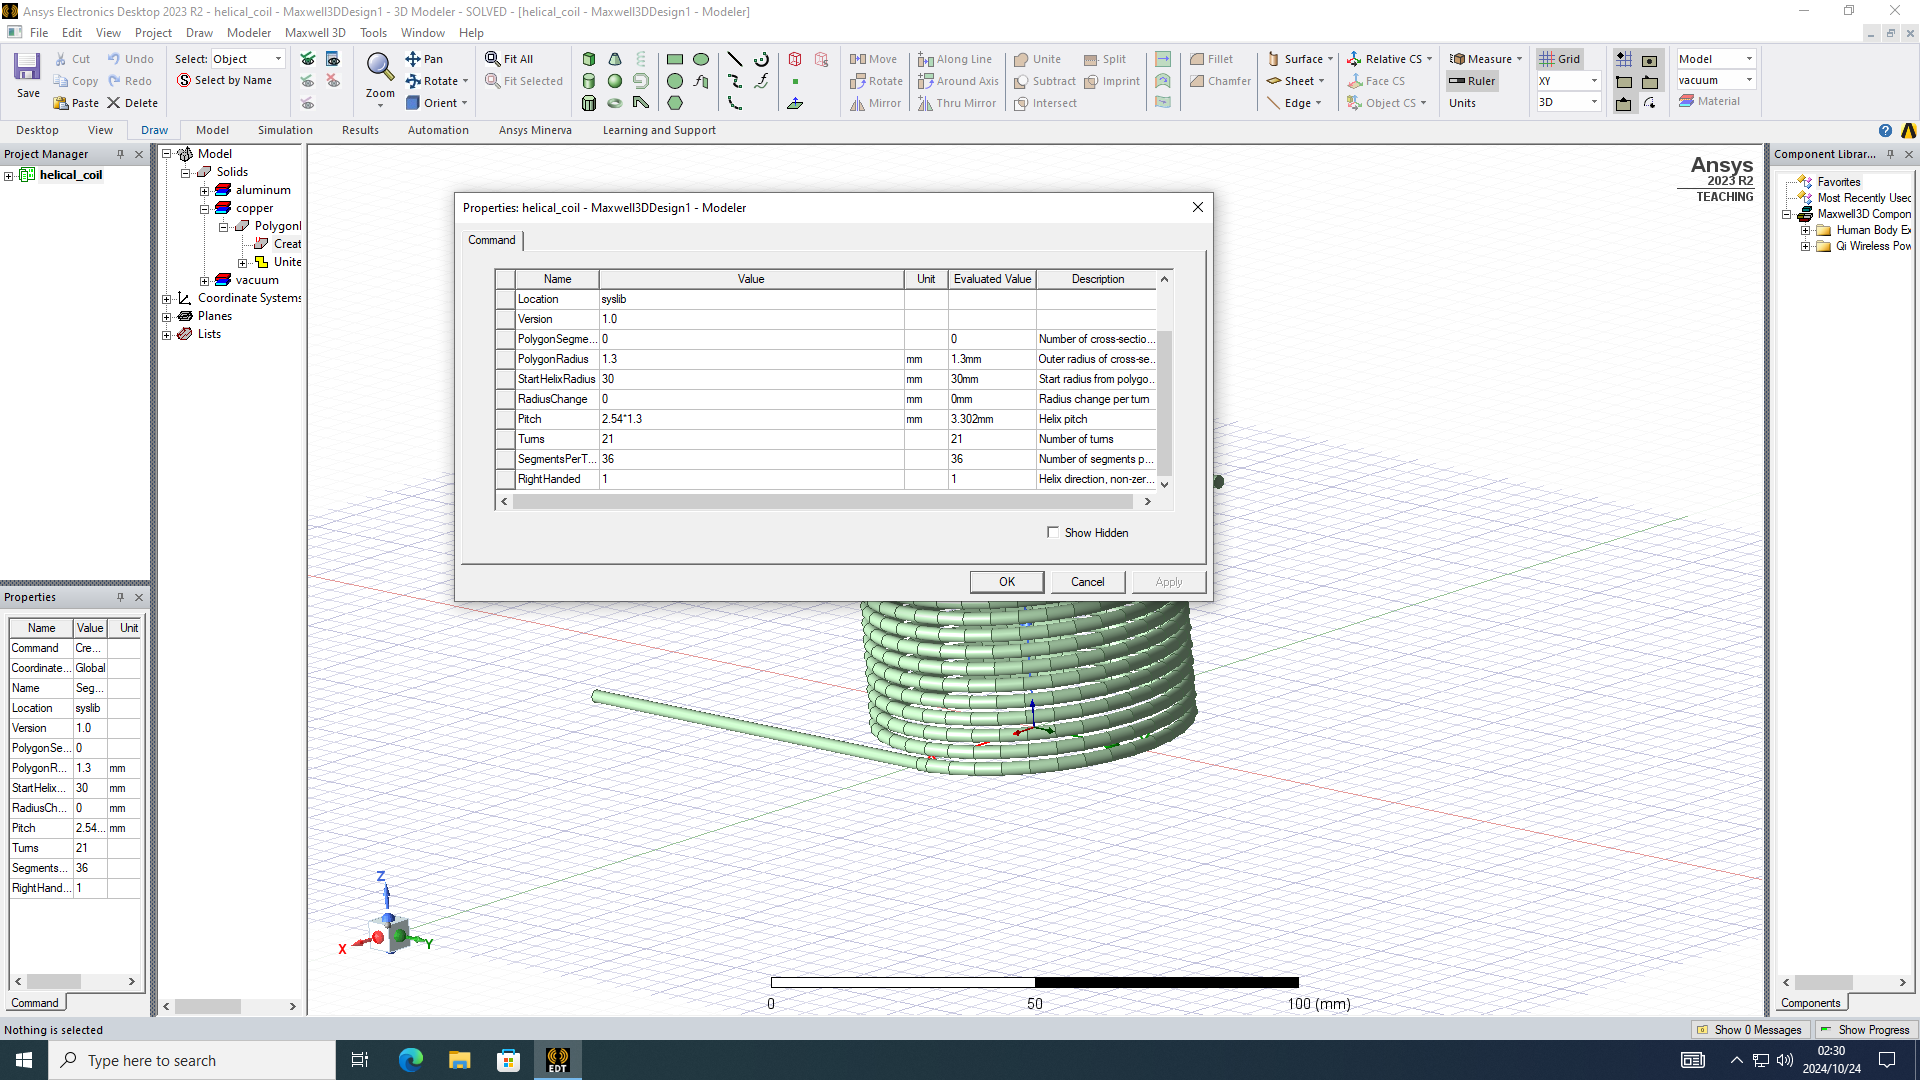 Ansys Electronics Desktop 2023 R2 - helical_coil - Maxwell3DDesign1 - 3D Modeler - SOLVED - [helical_coil - Maxwell3DDesign1 - Modeler]
File Edit View Project Draw Modeler Maxwell 3D Tools Window Help
Save
Cut
Copy
Paste
Undo
Redo
Delete
Select: Object
Select by Name
Zoom
Pan
Rotate
Orient
Fit All
Fit Selected
Move
Rotate
Mirror
Along Line
Around Axis
Thru Mirror
Unite
Subtract
Intersect
Split
Imprint
Fillet
Chamfer
Surface
Sheet
Edge
Relative CS
Face CS
Object CS
Measure
Ruler
Units
Grid
XY
3D
Model
vacuum
Material
Desktop View Draw Model Simulation Results Automation Ansys Minerva Learning and Support
Project Manager
helical_coil
Model
Solids
aluminum
copper
Polygonl
Creat
Unite
vacuum
Coordinate Systems
Planes
Lists
Ansys
2023 R2
TEACHING
Component Librar...
Favorites
Most Recently Used
Maxwell3D Compon
Human Body Ex
Qi Wireless Pow
Properties: helical_coil - Maxwell3DDesign1 - Modeler
Command
Name Value Unit Evaluated Value Description
Location syslib
Version 1.0
PolygonSegme... 0 0 Number of cross-sectio...
PolygonRadius 1.3 mm 1.3mm Outer radius of cross-se...
StartHelixRadius 30 mm 30mm Start radius from polygo...
RadiusChange 0 mm 0mm Radius change per turn
Pitch 2.54*1.3 mm 3.302mm Helix pitch
Turns 21 21 Number of turns
SegmentsPerT... 36 36 Number of segments p...
RightHanded 1 1 Helix direction, non-zer...
Show Hidden
OK Cancel Apply
Properties
Name Value Unit
Command Cre...
Coordinate... Global
Name Seg...
Location syslib
Version 1.0
PolygonSe... 0
PolygonR... 1.3 mm
StartHelix... 30 mm
RadiusCh... 0 mm
Pitch 2.54... mm
Turns 21
Segments... 36
RightHand... 1
Command
Z
X
Y
0 50 100 (mm)
Components
Nothing is selected
Show 0 Messages Show Progress
Type here to search
EDT
02:30
2024/10/24